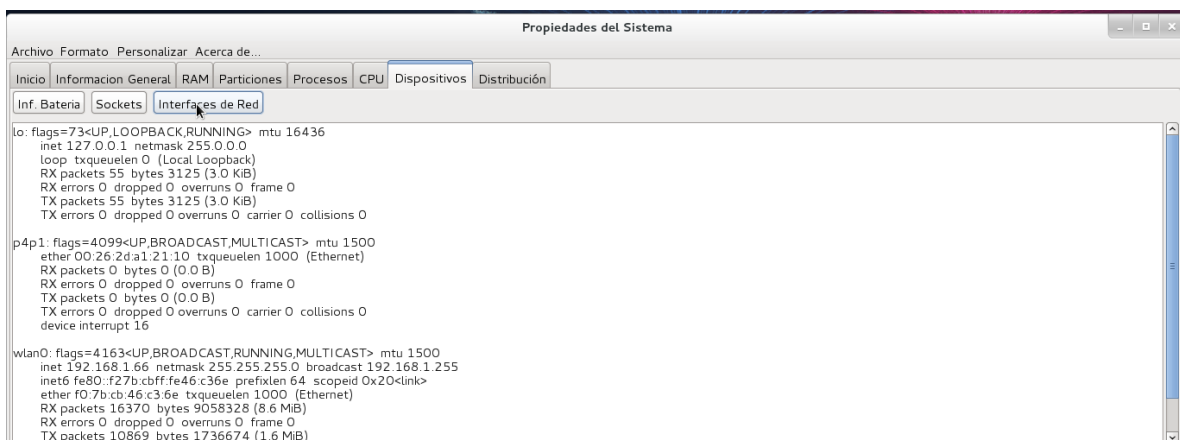 Propiedades del Sistema
Archivo Formato Personalizar Acerca de...
Inicio Informacion General RAM Particiones Procesos CPU Dispositivos Distribución
Inf. Bateria Sockets Interfaces de Red
lo: flags=73<UP,LOOPBACK,RUNNING> mtu 16436
inet 127.0.0.1 netmask 255.0.0.0
loop txqueuelen 0 (Local Loopback)
RX packets 55 bytes 3125 (3.0 KiB)
RX errors 0 dropped 0 overruns 0 frame 0
TX packets 55 bytes 3125 (3.0 KiB)
TX errors 0 dropped 0 overruns 0 carrier 0 collisions 0
p4p1: flags=4099<UP,BROADCAST,MULTICAST> mtu 1500
ether 00:26:2d:a1:21:10 txqueuelen 1000 (Ethernet)
RX packets 0 bytes 0 (0.0 B)
RX errors 0 dropped 0 overruns 0 frame 0
TX packets 0 bytes 0 (0.0 B)
TX errors 0 dropped 0 overruns 0 carrier 0 collisions 0
device interrupt 16
wlan0: flags=4163<UP,BROADCAST,RUNNING,MULTICAST> mtu 1500
inet 192.168.1.66 netmask 255.255.255.0 broadcast 192.168.1.255
inet6 fe80::f27b:cbff:fe46:c36e prefixlen 64 scopeid 0x20<link>
ether f0:7b:cb:46:c3:6e txqueuelen 1000 (Ethernet)
RX packets 16370 bytes 9058328 (8.6 MiB)
RX errors 0 dropped 0 overruns 0 frame 0
TX packets 10869 bytes 1736674 (1.6 MiB)